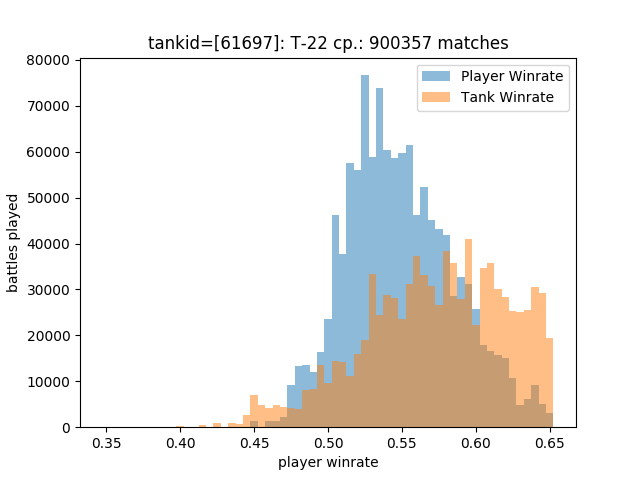 tankid=[61697]: T-22 cp.: 900357 matches
Player Winrate
Tank Winrate
80000
70000
60000
50000
40000
30000
20000
10000
0
battles played
0.35 0.40 0.45 0.50 0.55 0.60 0.65
player winrate